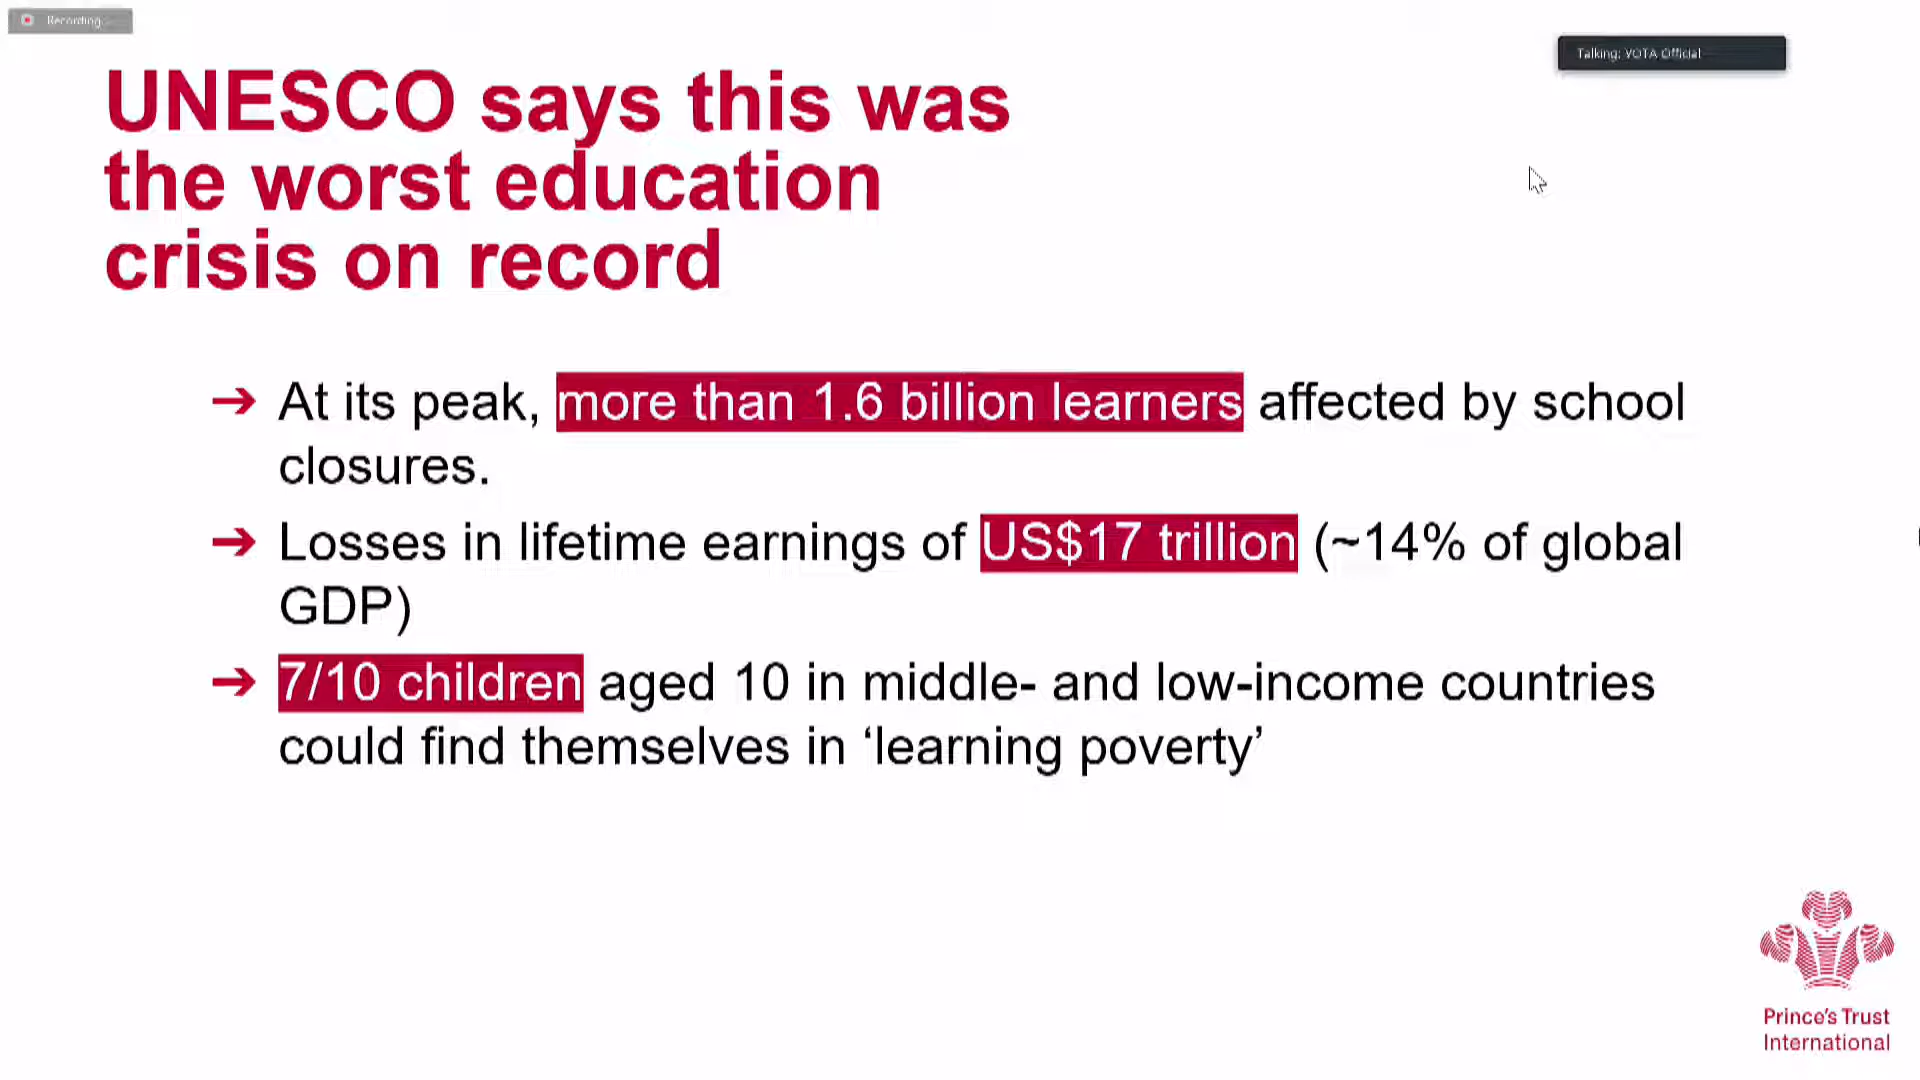 Recording...
Talking: YOTA Official
UNESCO says this was
the worst education
crisis on record
➔ At its peak, more than 1.6 billion learners affected by school
closures.
➔ Losses in lifetime earnings of US$17 trillion (~14% of global
GDP)
➔ 7/10 children aged 10 in middle- and low-income countries
could find themselves in ‘learning poverty’
Prince's Trust
International